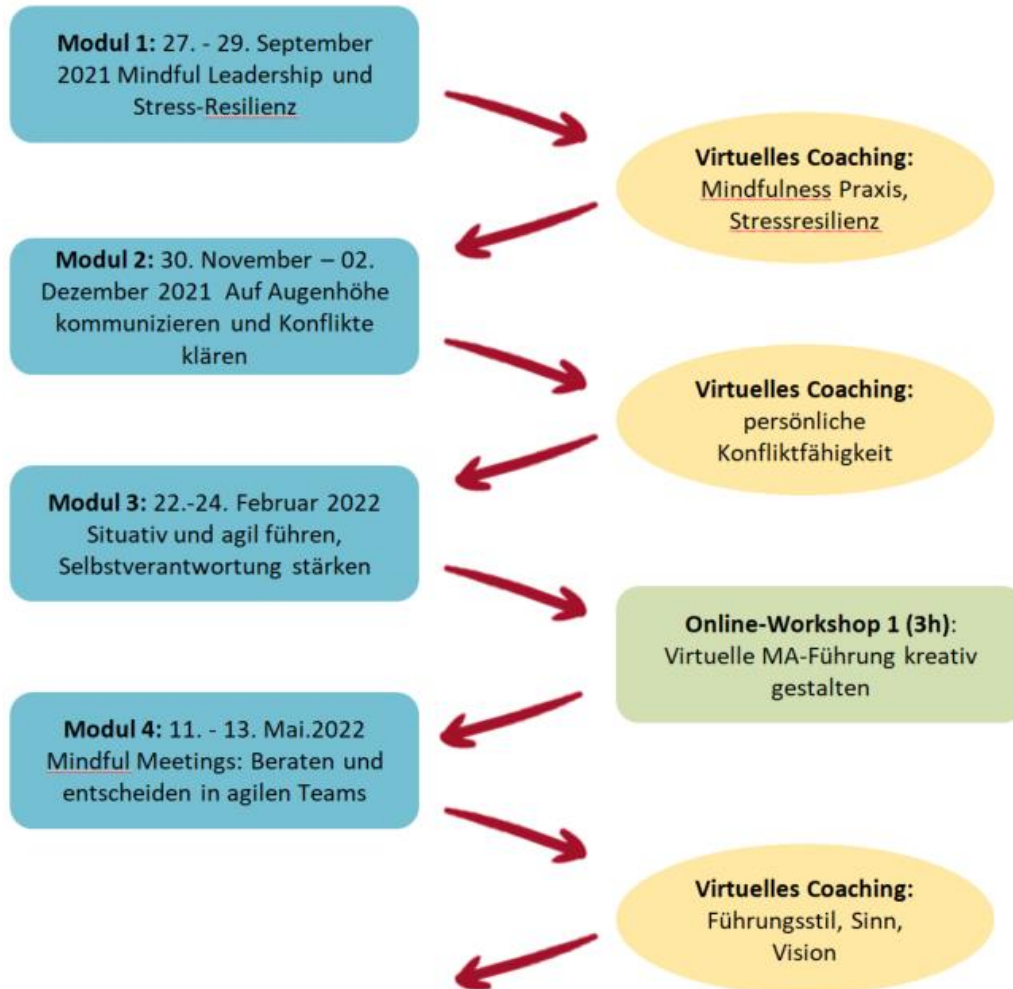 Modul 1: 27. - 29. September
2021 Mindful Leadership und
Stress-Resilienz
Virtuelles Coaching:
Mindfulness Praxis,
Stressresilienz
Modul 2: 30. November – 02.
Dezember 2021 Auf Augenhöhe
kommunizieren und Konflikte
klären
Virtuelles Coaching:
persönliche
Konfliktfähigkeit
Modul 3: 22.-24. Februar 2022
Situativ und agil führen,
Selbstverantwortung stärken
Online-Workshop 1 (3h):
Virtuelle MA-Führung kreativ
gestalten
Modul 4: 11. - 13. Mai.2022
Mindful Meetings: Beraten und
entscheiden in agilen Teams
Virtuelles Coaching:
Führungsstil, Sinn,
Vision